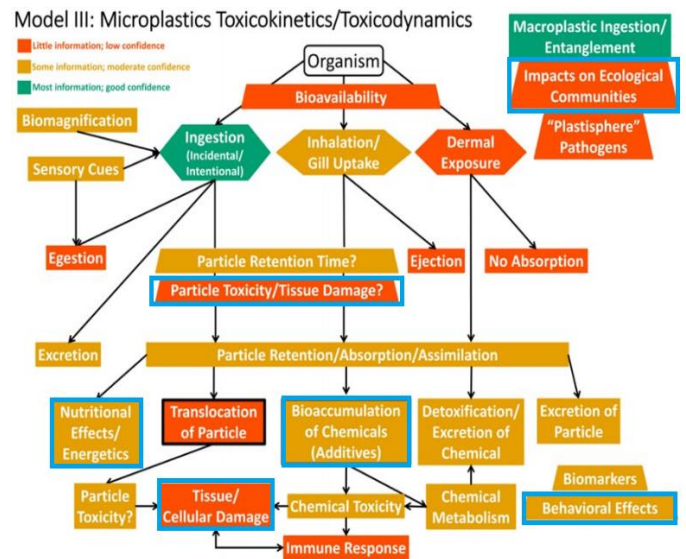 Model III: Microplastics Toxicokinetics/Toxicodynamics
Little information; low confidence
Some information; moderate confidence
Most information; good confidence
Macroplastic Ingestion/
Entanglement
Impacts on Ecological
Communities
"Plastisphere"
Pathogens
Organism
Bioavailability
Biomagnification
Sensory Cues
Ingestion
(Incidental/
Intentional)
Inhalation/
Gill Uptake
Dermal
Exposure
Egestion
Particle Retention Time?
Ejection
No Absorption
Particle Toxicity/Tissue Damage?
Excretion
Particle Retention/Absorption/Assimilation
Nutritional
Effects/
Energetics
Translocation
of Particle
Bioaccumulation
of Chemicals
(Additives)
Detoxification/
Excretion of
Chemical
Excretion of
Particle
Particle
Toxicity?
Tissue/
Cellular Damage
Chemical Toxicity
Chemical
Metabolism
Biomarkers
Behavioral Effects
Immune Response